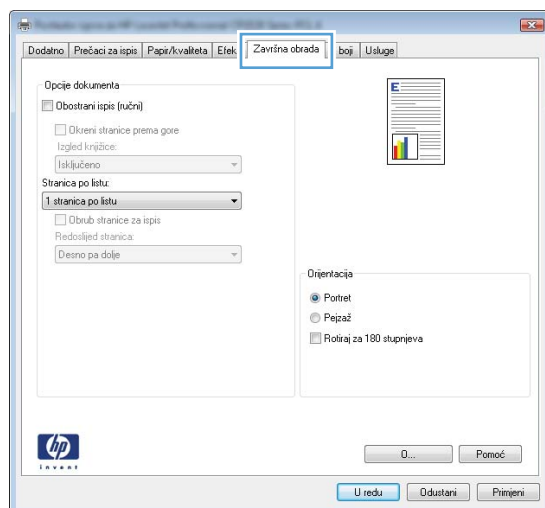 Dodatno Prečaci za ispis Papir/kvaliteta Efek Završna obrada boji Usluge
Opcije dokumenta
Obostrani ispis (ručni)
Okreni stranice prema gore
Izgled knjižice:
Isključeno
Stranica po listu:
1 stranica po listu
Obrub stranice za ispis
Redoslijed stranica:
Desno pa dolje
E
Orijentacija
Portret
Pejzaž
Rotiraj za 180 stupnjeva
hp
invent
O... Pomoć
U redu Odustani Primjeni